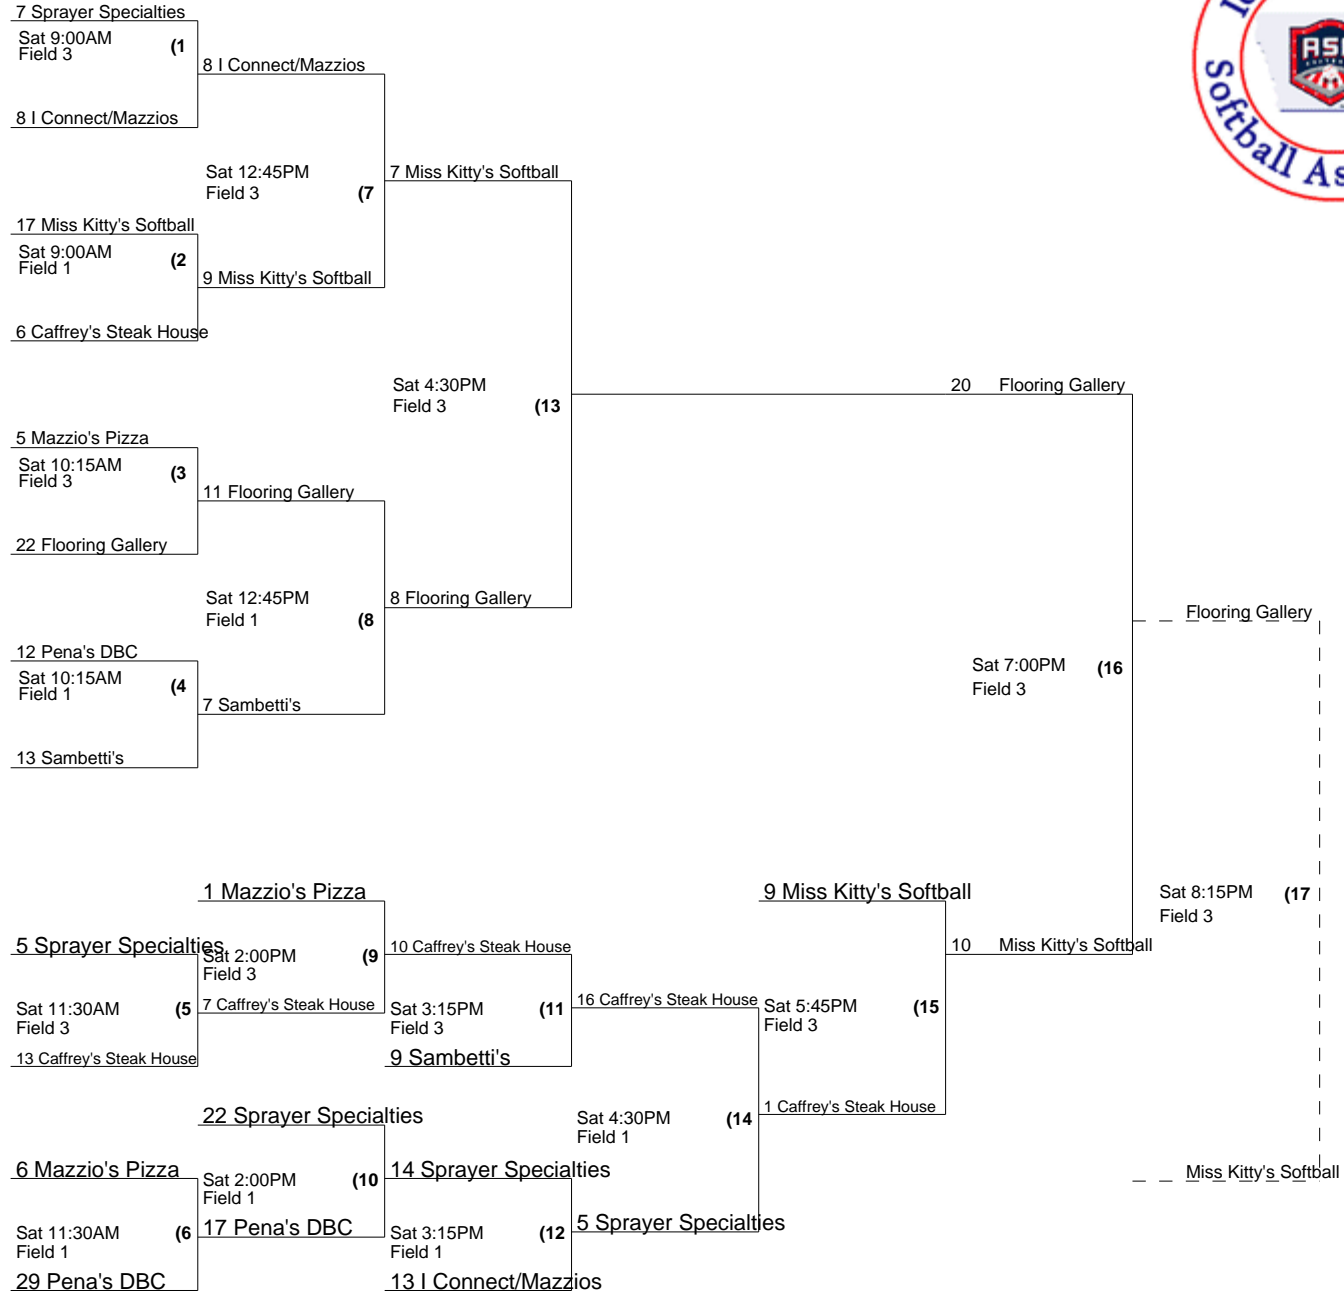 7 Sprayer Specialties
Sat 9:00AM
Field 3
(1
8 I Connect/Mazzios
8 I Connect/Mazzios
Sat 12:45PM
Field 3
(7
7 Miss Kitty's Softball
17 Miss Kitty's Softball
Sat 9:00AM
Field 1
(2
9 Miss Kitty's Softball
6 Caffrey's Steak House
Sat 4:30PM
Field 3
(13
20 Flooring Gallery
5 Mazzio's Pizza
Sat 10:15AM
Field 3
(3
11 Flooring Gallery
22 Flooring Gallery
Sat 12:45PM
Field 1
(8
8 Flooring Gallery
Flooring Gallery
12 Pena's DBC
Sat 10:15AM
Field 1
(4
7 Sambetti's
13 Sambetti's
Sat 7:00PM
Field 3
(16
1 Mazzio's Pizza
9 Miss Kitty's Softball
Sat 8:15PM
Field 3
(17
5 Sprayer Specialties
Sat 2:00PM
Field 3
(9
10 Caffrey's Steak House
10 Miss Kitty's Softball
Sat 11:30AM
Field 3
(5
7 Caffrey's Steak House
Sat 3:15PM
Field 3
(11
16 Caffrey's Steak House
Sat 5:45PM
Field 3
(15
13 Caffrey's Steak House
9 Sambetti's
22 Sprayer Specialties
Sat 4:30PM
Field 1
(14
1 Caffrey's Steak House
6 Mazzio's Pizza
Sat 2:00PM
Field 1
(10
14 Sprayer Specialties
Miss Kitty's Softball
Sat 11:30AM
Field 1
(6
17 Pena's DBC
Sat 3:15PM
Field 1
(12
5 Sprayer Specialties
29 Pena's DBC
13 I Connect/Mazzios
Softball